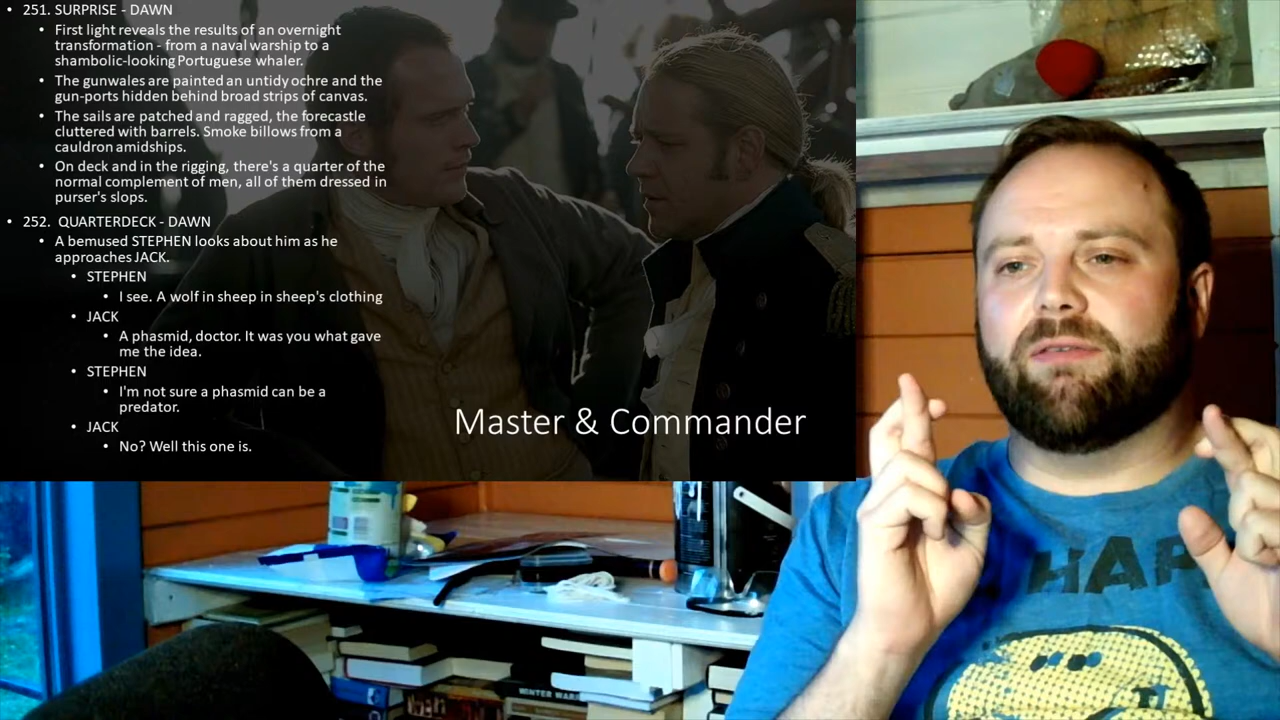 251. SURPRISE - DAWN
First light reveals the results of an overnight
transformation - from a naval warship to a
shambolic-looking Portuguese whaler.
The gunwales are painted an untidy ochre and the
gun-ports hidden behind broad strips of canvas.
The sails are patched and ragged, the forecastle
cluttered with barrels. Smoke billows from a
cauldron amidships.
On deck and in the rigging, there's a quarter of the
normal complement of men, all of them dressed in
purser's slops.
252. QUARTERDECK - DAWN
A bemused STEPHEN looks about him as he
approaches JACK.
STEPHEN
I see. A wolf in sheep in sheep's clothing
JACK
A phasmid, doctor. It was you what gave
me the idea.
STEPHEN
I'm not sure a phasmid can be a
predator.
JACK
No? Well this one is.
Master & Commander
HAP
WINTER WAR